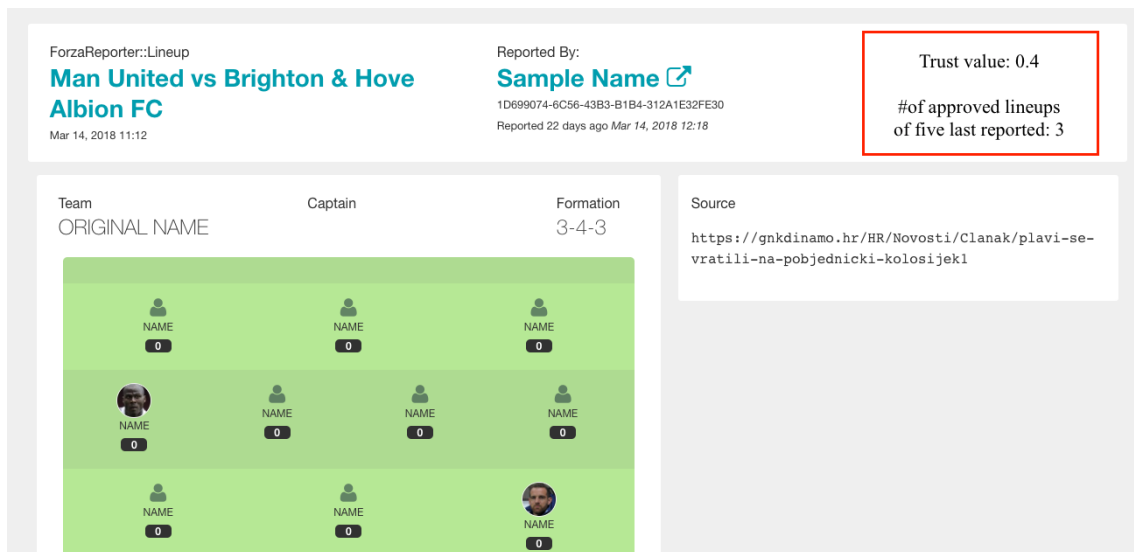 ForzaReporter::Lineup
Man United vs Brighton & Hove
Albion FC
Mar 14, 2018 11:12
Reported By:
Sample Name
1D699074-6C56-43B3-B1B4-312A1E32FE30
Reported 22 days ago Mar 14, 2018 12:18
Trust value: 0.4
#of approved lineups
of five last reported: 3
Team
ORIGINAL NAME
Captain
Formation
3-4-3
NAME
0
NAME
0
NAME
0
NAME
0
NAME
0
NAME
0
NAME
0
NAME
0
NAME
0
NAME
0
Source
https://gnkdinamo.hr/HR/Novosti/Clanak/plavi-se-
vratili-na-pobjednicki-kolosijek1